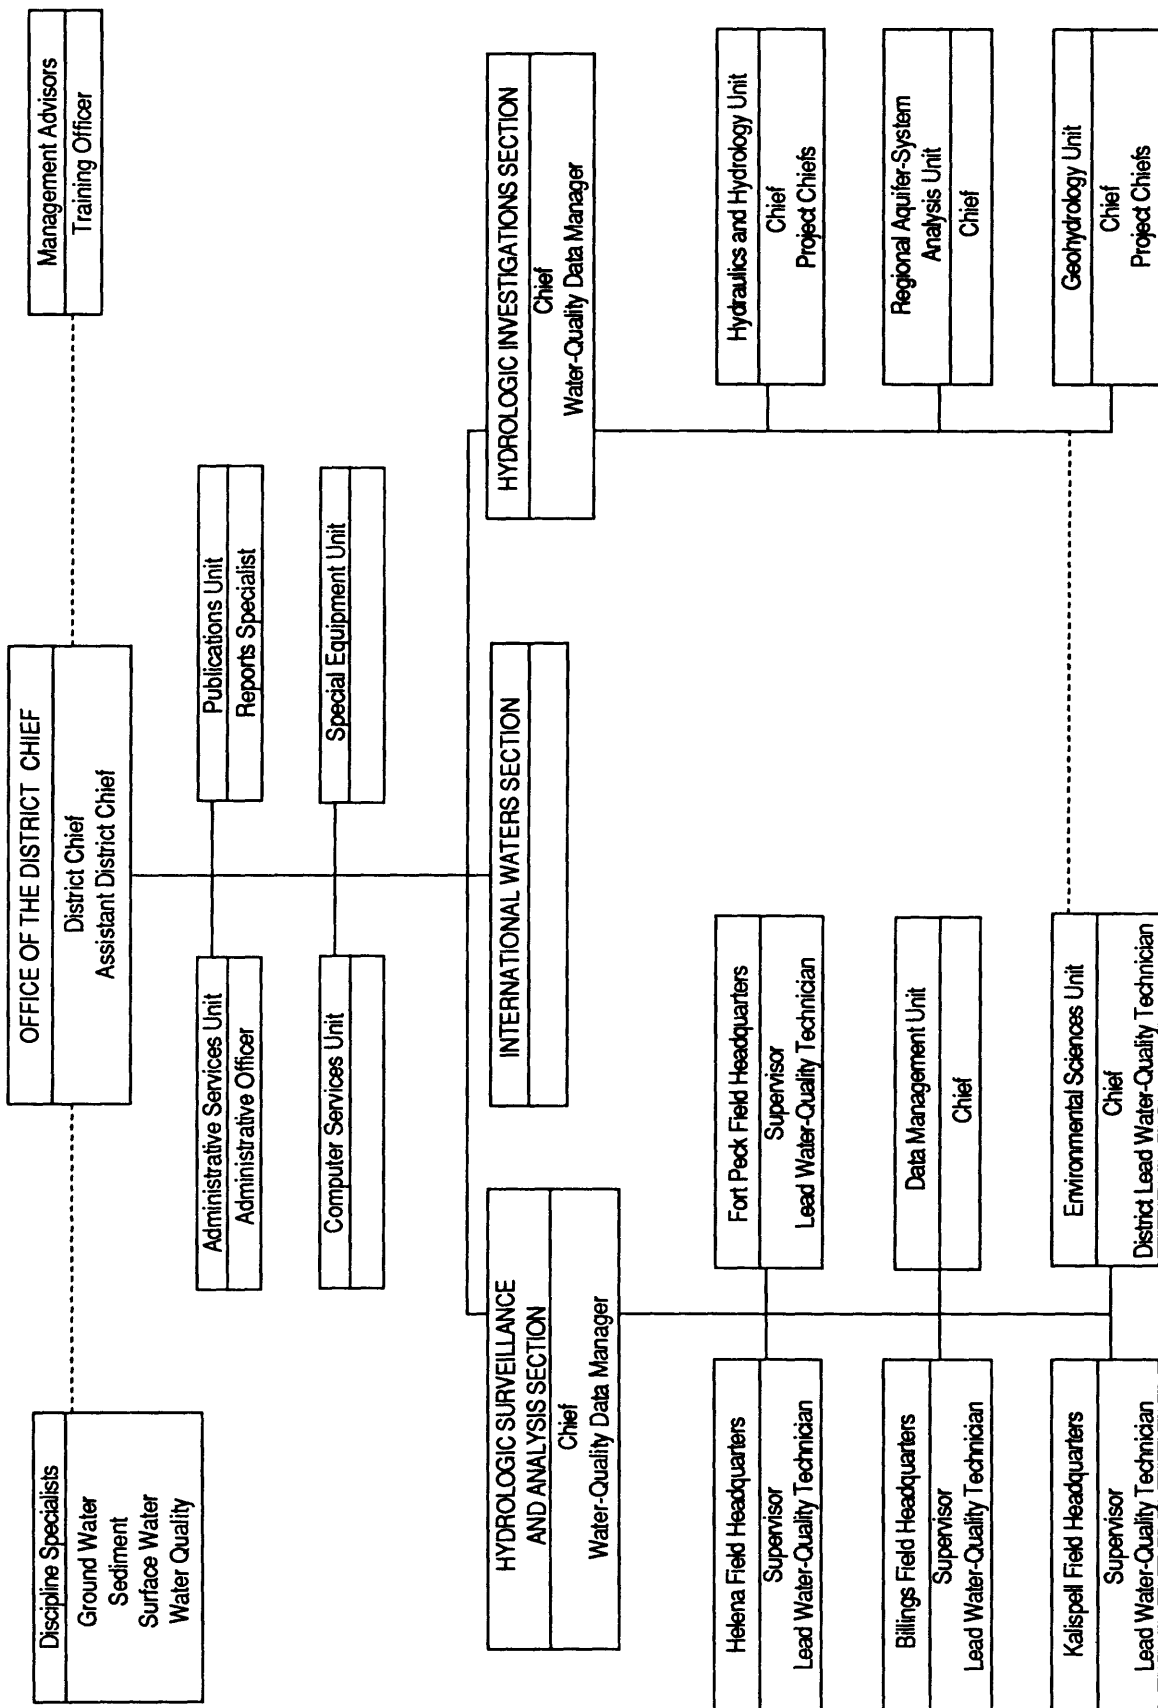 OFFICE OF THE DISTRICT CHIEF
District Chief
Assistant District Chief
Discipline Specialists
Ground Water
Sediment
Surface Water
Water Quality
Management Advisors
Training Officer
Administrative Services Unit
Administrative Officer
Publications Unit
Reports Specialist
Computer Services Unit
Special Equipment Unit
HYDROLOGIC SURVEILLANCE
AND ANALYSIS SECTION
Chief
Water-Quality Data Manager
INTERNATIONAL WATERS SECTION
HYDROLOGIC INVESTIGATIONS SECTION
Chief
Water-Quality Data Manager
Helena Field Headquarters
Supervisor
Lead Water-Quality Technician
Fort Peck Field Headquarters
Supervisor
Lead Water-Quality Technician
Hydraulics and Hydrology Unit
Chief
Project Chiefs
Billings Field Headquarters
Supervisor
Lead Water-Quality Technician
Data Management Unit
Chief
Regional Aquifer-System
Analysis Unit
Chief
Kalispell Field Headquarters
Supervisor
Lead Water-Quality Technician
Environmental Sciences Unit
Chief
District Lead Water-Quality Technician
Geohydrology Unit
Chief
Project Chiefs